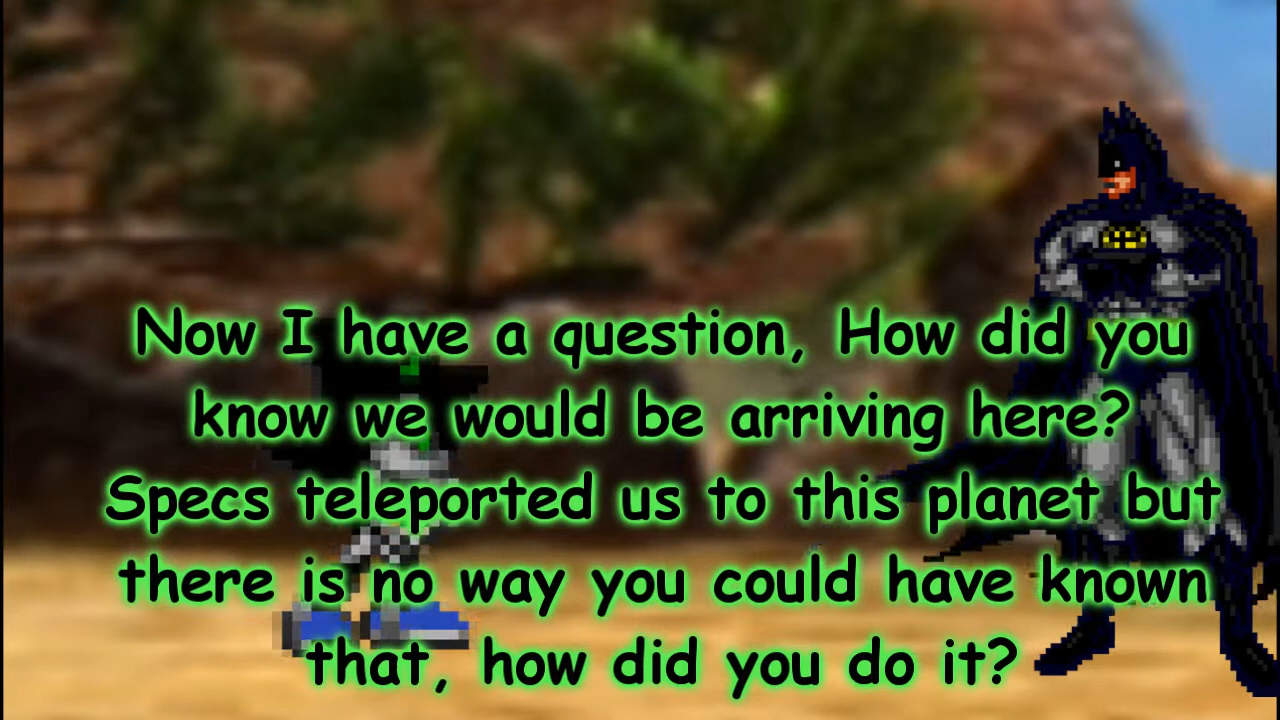 Now I have a question, How did you
know we would be arriving here?
Specs teleported us to this planet but
there is no way you could have known
that, how did you do it?